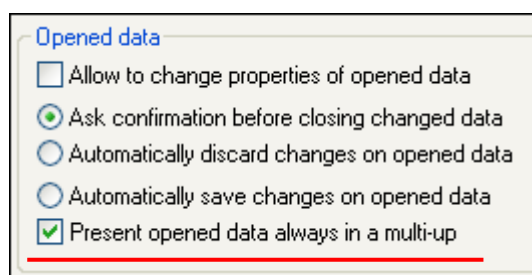 Opened data
Allow to change properties of opened data
Ask confirmation before closing changed data
Automatically discard changes on opened data
Automatically save changes on opened data
Present opened data always in a multi-up